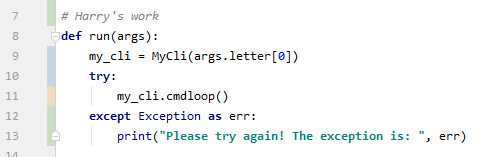 7 # Harry's work
8 def run(args):
9 my_cli = MyCli(args.letter[0])
10 try:
11 my_cli.cmdloop()
12 except Exception as err:
13 print("Please try again! The exception is: ", err)
14